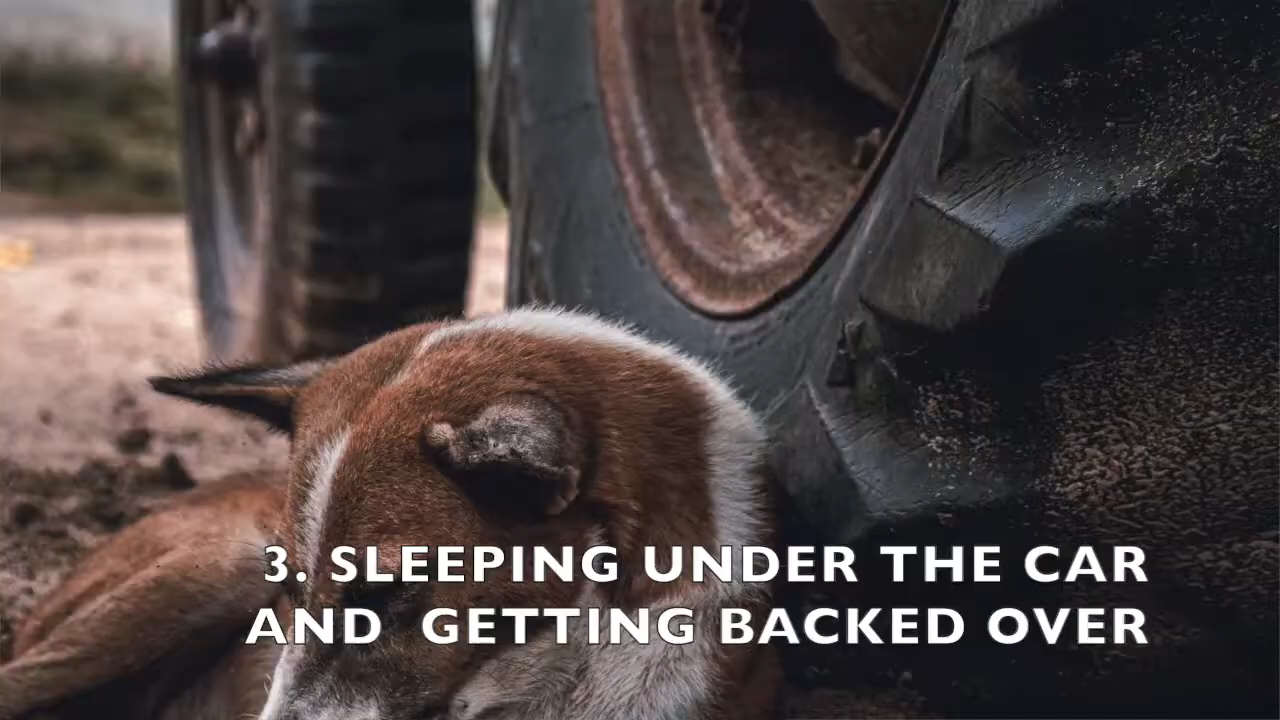 3. SLEEPING UNDER THE CAR
AND GETTING BACKED OVER